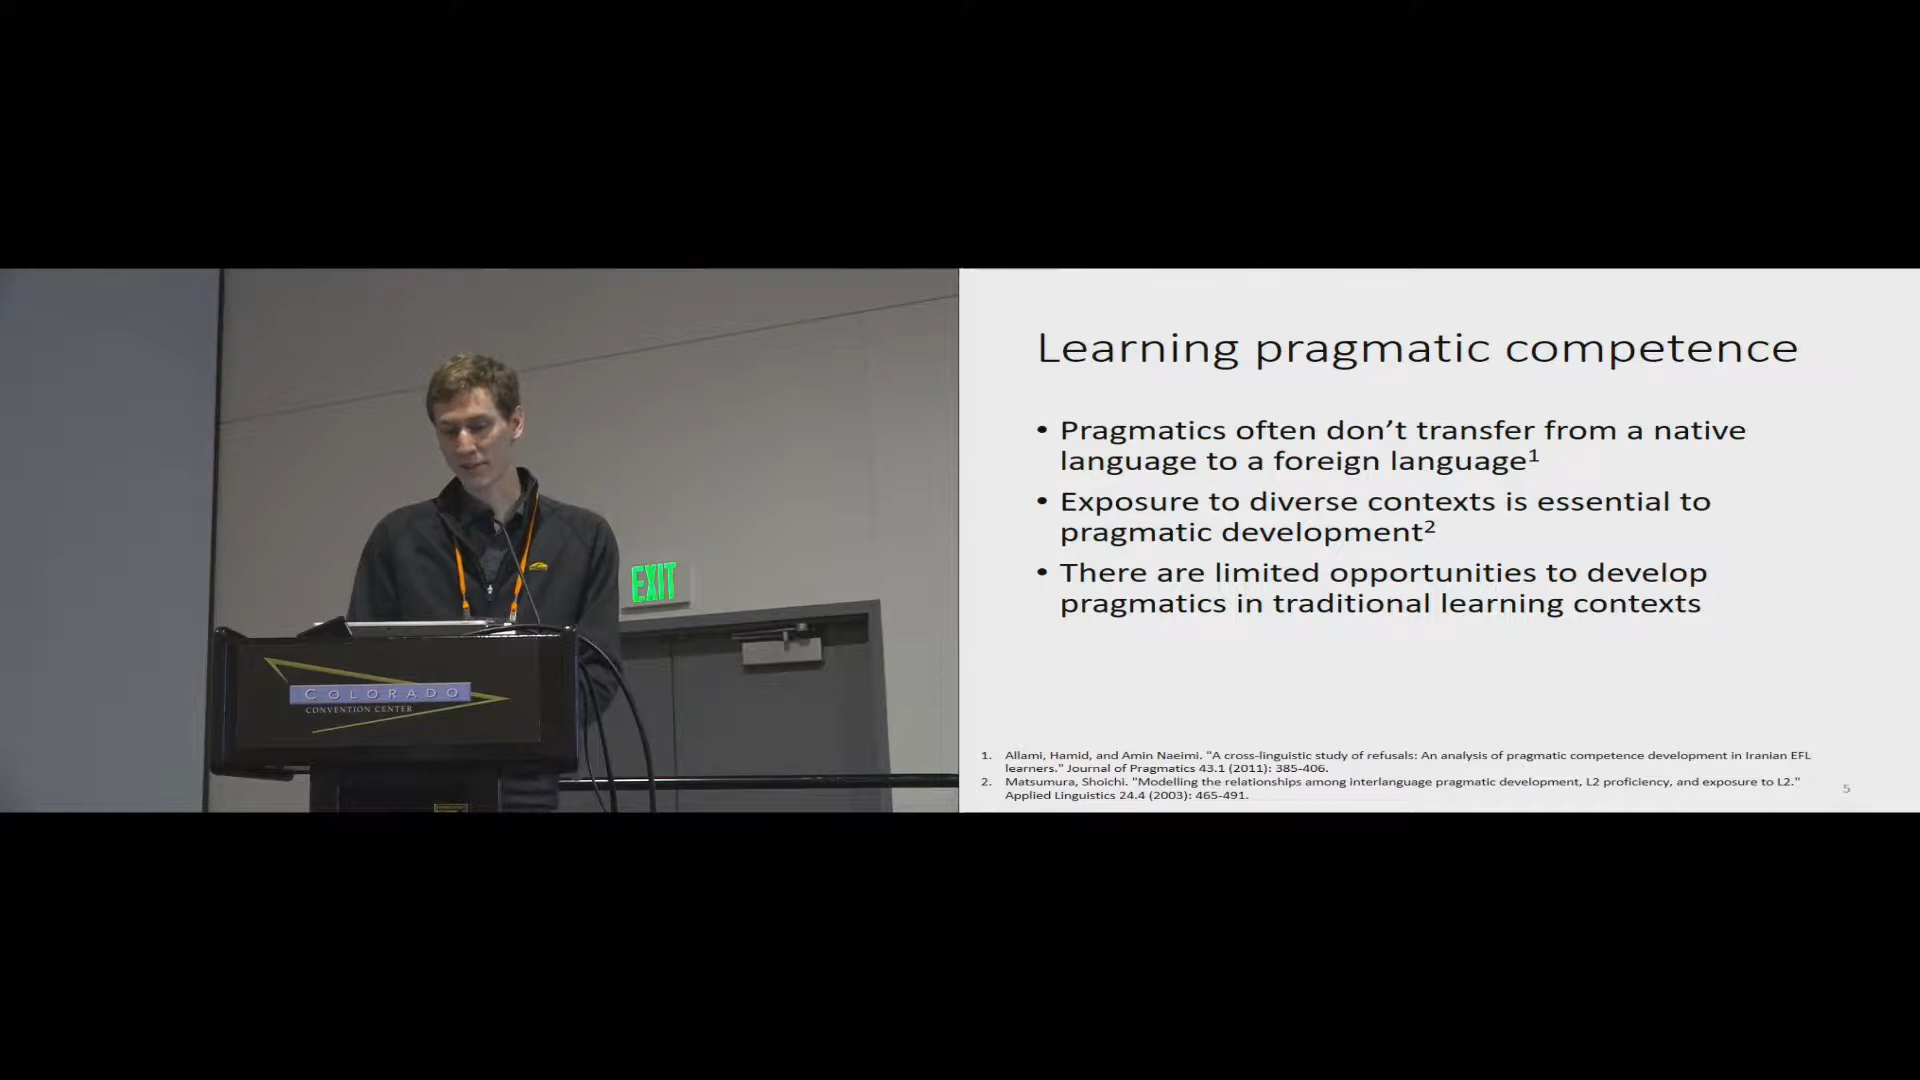 EXIT
COLORADO
CONVENTION CENTER
Learning pragmatic competence
• Pragmatics often don’t transfer from a native
language to a foreign language¹
• Exposure to diverse contexts is essential to
pragmatic development²
• There are limited opportunities to develop
pragmatics in traditional learning contexts
1. Allami, Hamid, and Amin Naeimi. "A cross-linguistic study of refusals: An analysis of pragmatic competence development in Iranian EFL
learners." Journal of Pragmatics 43.1 (2011): 385-406.
2. Matsumura, Shoichi. "Modelling the relationships among interlanguage pragmatic development, L2 proficiency, and exposure to L2."
Applied Linguistics 24.4 (2003): 465-491.
5